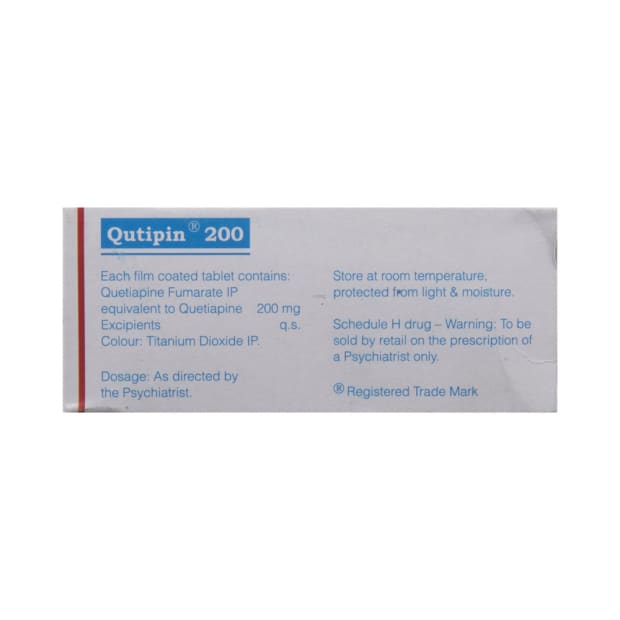 Qutipin® 200
Each film coated tablet contains:
Quetiapine Fumarate IP
equivalent to Quetiapine 200 mg
Excipients q.s.
Colour: Titanium Dioxide IP.
Dosage: As directed by
the Psychiatrist.
Store at room temperature,
protected from light & moisture.
Schedule H drug – Warning: To be
sold by retail on the prescription of
a Psychiatrist only.
® Registered Trade Mark